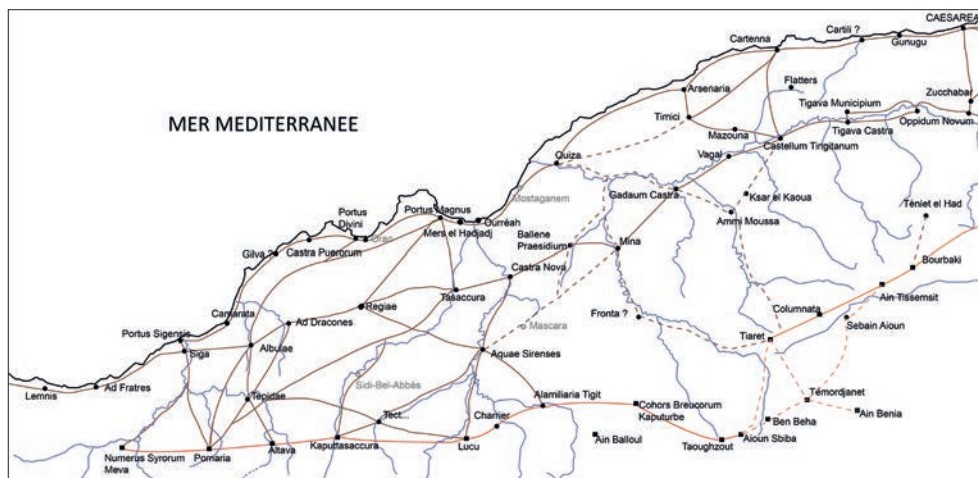 CAESAREA
Cartili ?
Gunugu
Cartenna
Flatters
Arsenaria
Zucchabar
Tigava Municipium
MER MEDITERRANEE
Timici
Oppidum Novum
Tigava Castra
Mazouna
Castellum Tingitanum
Quiza
Vagal
Gadaum Castra
Ksar el Kaoua
Mostaganem
Téniet el Had
Portus Magnus
Portus
Divini
Ourréah
Mers el Hadjadj
Ammi Moussa
Oran
Ballene
Praesidium
Mina
Gilva ?
Castra Puerorum
Bourbaki
Castra Nova
Ain Tissemsit
Tasaccura
Regiae
Columnata
Camarata
Fronta ?
Sebain Aioun
Ad Dracones
Mascara
Portus Sigensis
Tiaret
Siga
Albulae
Aquae Sirenses
Ad Fratres
Sidi-Bel-Abbès
Lemnis
Alamiliaria Tigit
Témordjanet
Tepidae
Cohors Breucorum
Kaputurbe
Tect...
Charrier
Ben Beha
Ain Benia
Aioun Sbiba
Ain Balloul
Taoughzout
Numerus Syrorum
Meva
Pomaria
Altava
Kaputtasaccura
Lucu